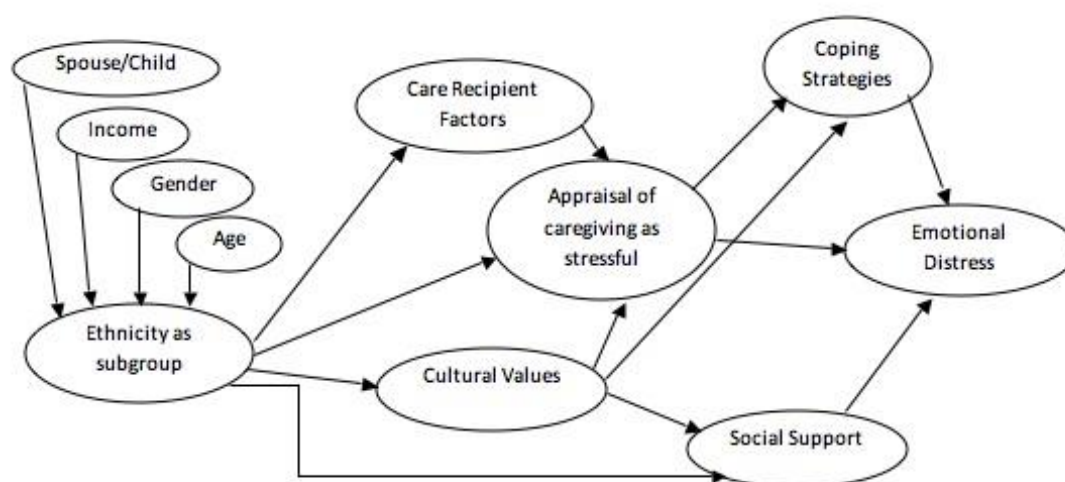 Spouse/Child
Income
Gender
Age
Ethnicity as
subgroup
Care Recipient
Factors
Appraisal of
caregiving as
stressful
Cultural Values
Coping
Strategies
Emotional
Distress
Social Support